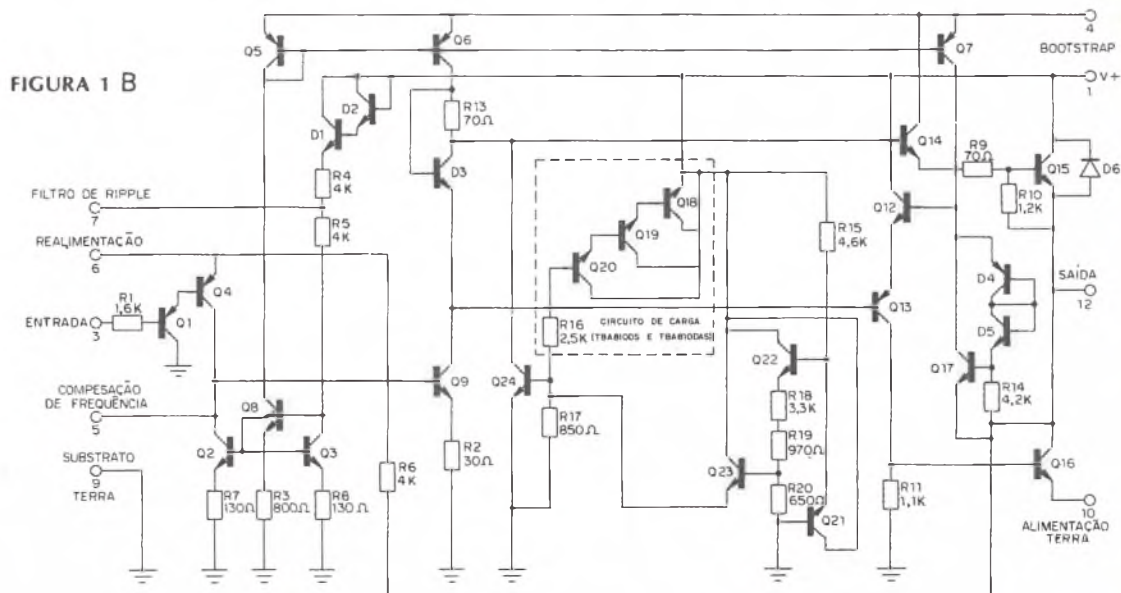 FIGURA 1 B
Q5
Q6
Q7
4
BOOTSTRAP
V+
1
D2
D1
R13
70Ω
D3
Q14
R9
70Ω
Q15
D6
R10
1,2K
R4
4K
FILTRO DE RIPPLE
7
R5
4K
Q18
Q19
Q20
R15
4,6K
Q12
REALIMENTAÇÃO
6
D4
SAÍDA
12
Q4
R1
1,6K
ENTRADA
3
Q1
R16
2,5K
CIRCUITO DE CARGA
(TBA810DS E TBA810DAS)
Q13
D5
Q22
Q17
R14
4,2K
COMPESAÇÃO
DE FREQUÊNCIA
5
Q8
Q9
Q24
R17
850Ω
R18
3,3K
R19
970Ω
Q2
Q3
SUBSTRATO
9
TERRA
R6
4K
R2
30Ω
Q23
R20
650Ω
Q16
R7
130Ω
R3
800Ω
R8
130Ω
Q21
R11
1,1K
10
ALIMENTAÇÃO
TERRA